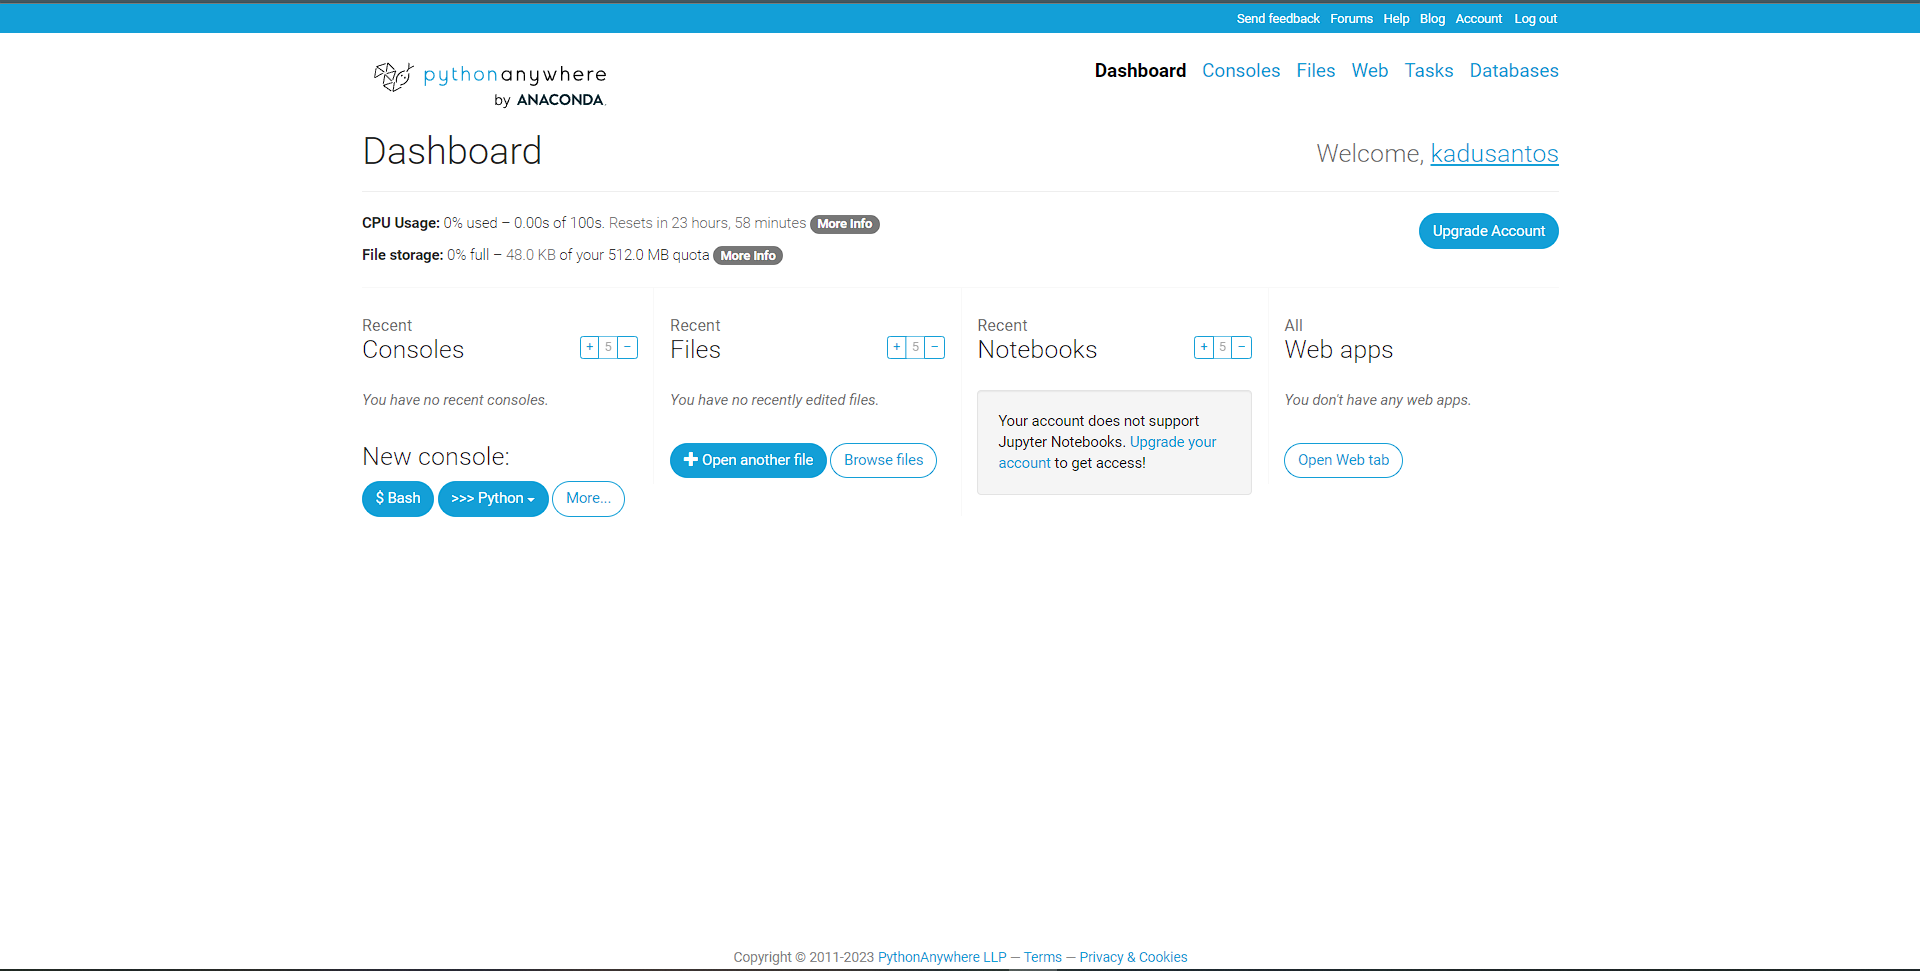 Send feedback Forums Help Blog Account Log out
pythonanywhere
by ANACONDA.
Dashboard Consoles Files Web Tasks Databases
Dashboard
Welcome, kadusantos
CPU Usage: 0% used – 0.00s of 100s. Resets in 23 hours, 58 minutes More Info
Upgrade Account
File storage: 0% full – 48.0 KB of your 512.0 MB quota More Info
Recent
Consoles
+ 5 −
You have no recent consoles.
New console:
$ Bash >>> Python More...
Recent
Files
+ 5 −
You have no recently edited files.
Open another file Browse files
Recent
Notebooks
+ 5 −
Your account does not support
Jupyter Notebooks. Upgrade your
account to get access!
All
Web apps
You don't have any web apps.
Open Web tab
Copyright © 2011-2023 PythonAnywhere LLP — Terms — Privacy & Cookies